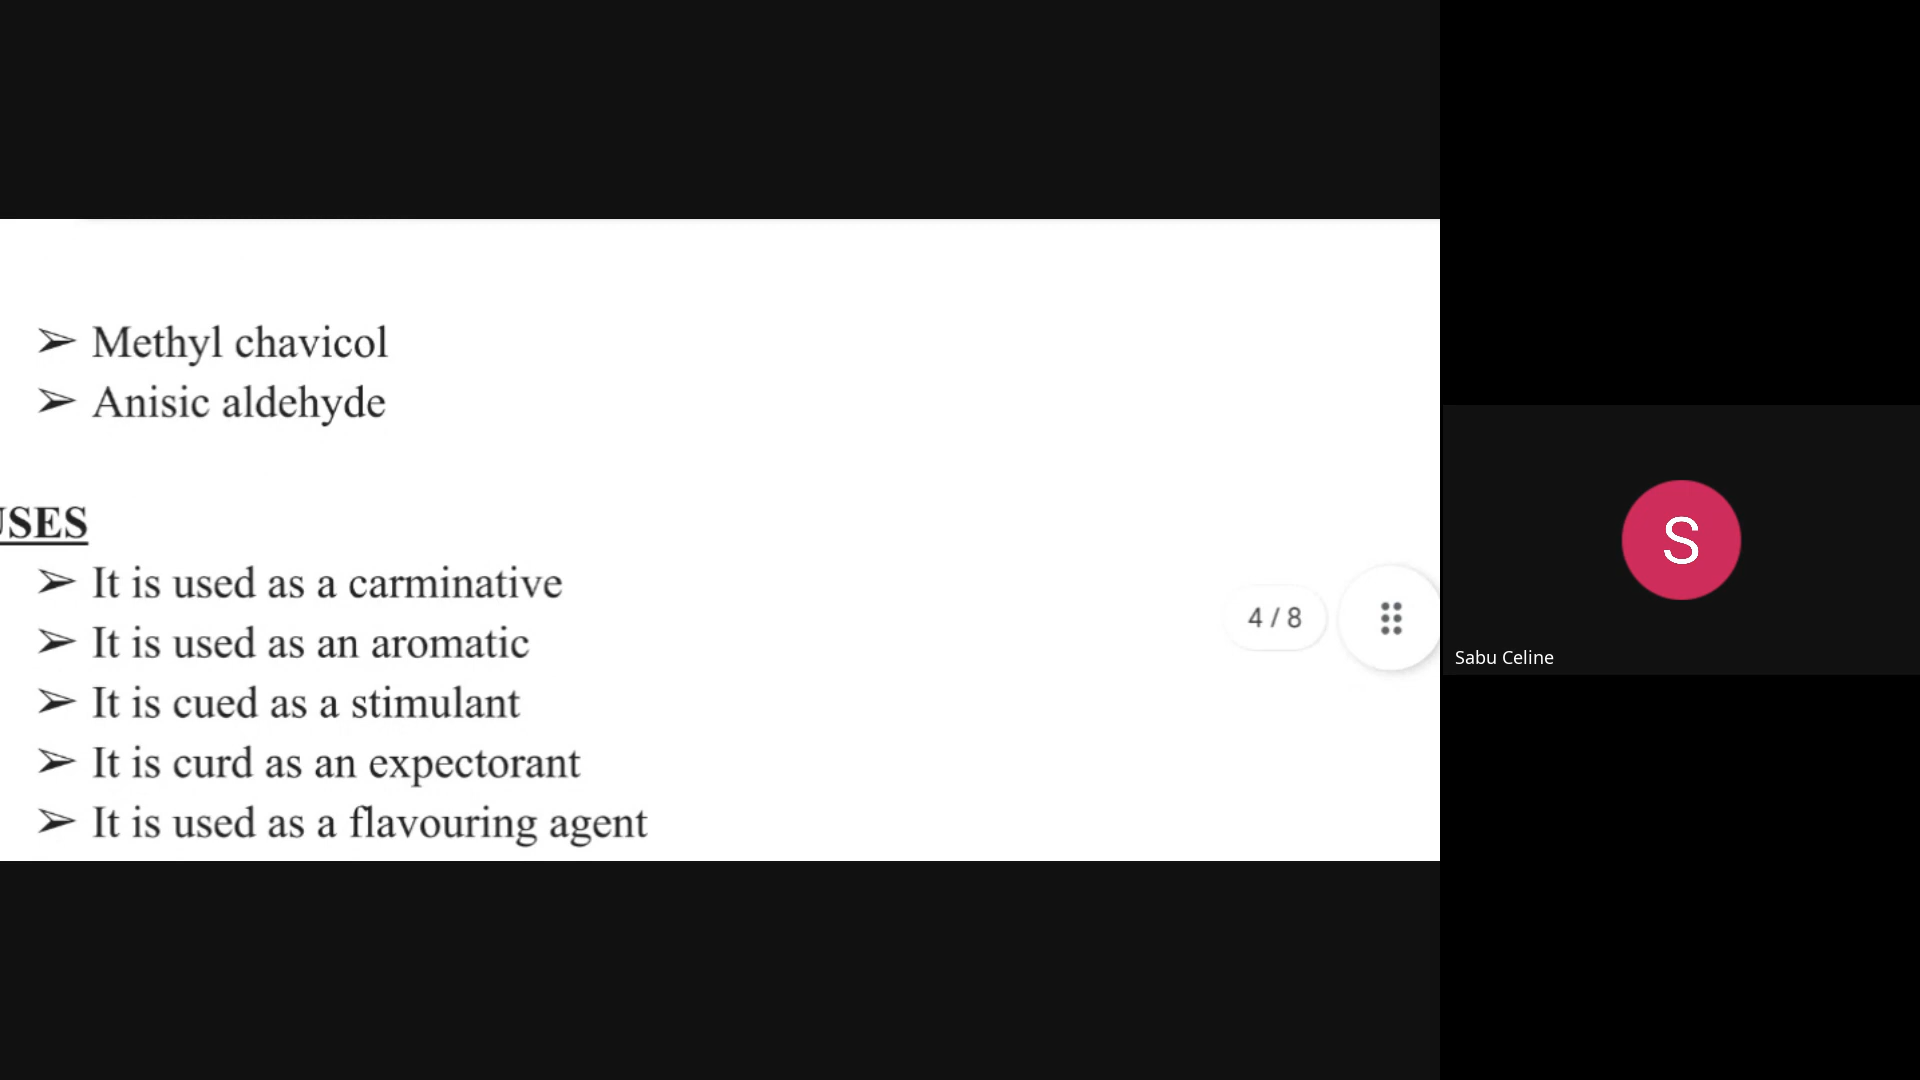 ➢ Methyl chavicol
➢ Anisic aldehyde
USES
➢ It is used as a carminative
➢ It is used as an aromatic
➢ It is cued as a stimulant
➢ It is curd as an expectorant
➢ It is used as a flavouring agent
4 / 8
S
Sabu Celine